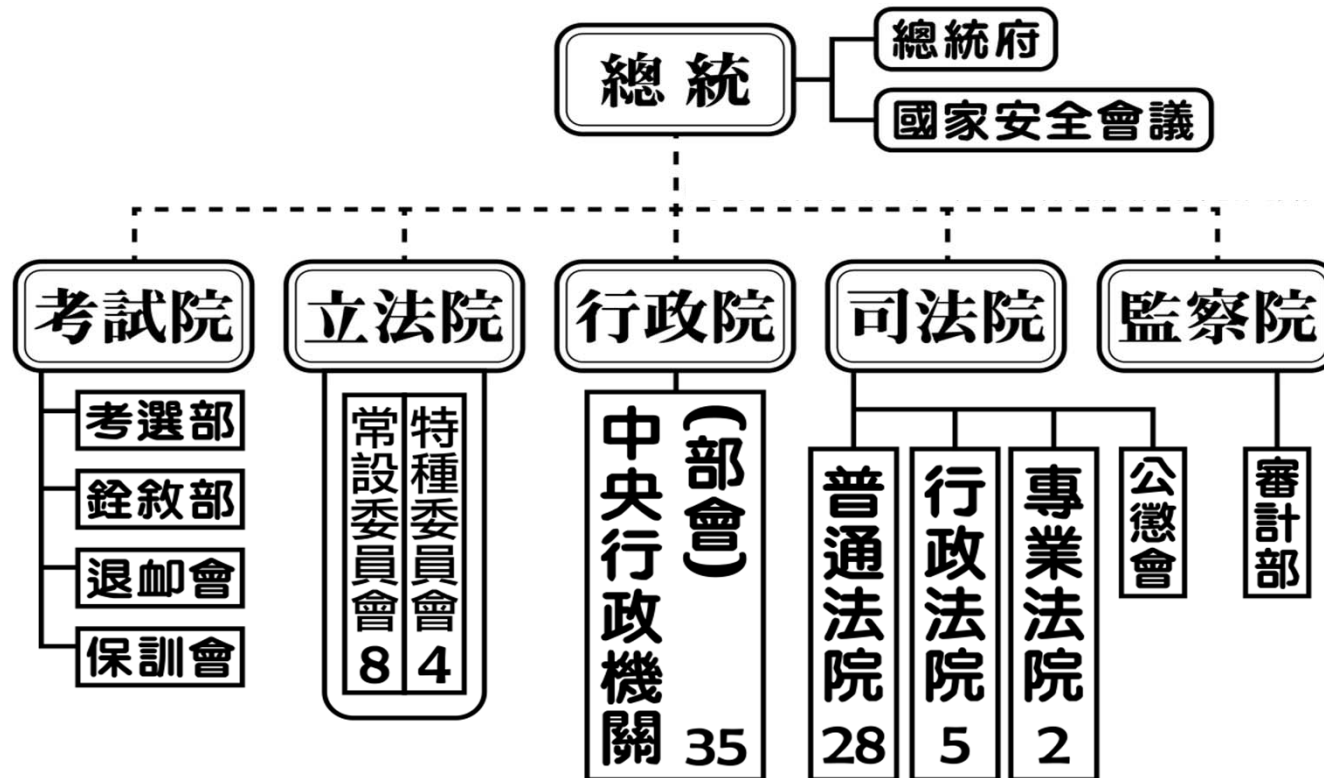 總統
總統府
國家安全會議
考試院
立法院
行政院
司法院
監察院
考選部
銓敘部
退卹會
保訓會
常設委員會8
特種委員會4
中央行政機關
(部會)35
普通法院28
行政法院5
專業法院2
公懲會
審計部